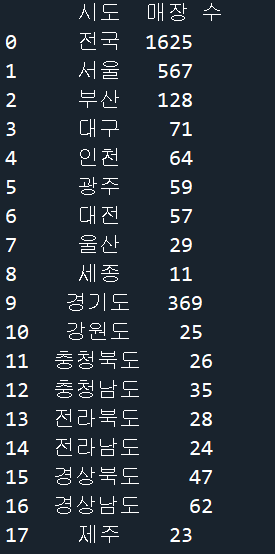 시도 매장 수
0 전국 1625
1 서울 567
2 부산 128
3 대구 71
4 인천 64
5 광주 59
6 대전 57
7 울산 29
8 세종 11
9 경기도 369
10 강원도 25
11 충청북도 26
12 충청남도 35
13 전라북도 28
14 전라남도 24
15 경상북도 47
16 경상남도 62
17 제주 23